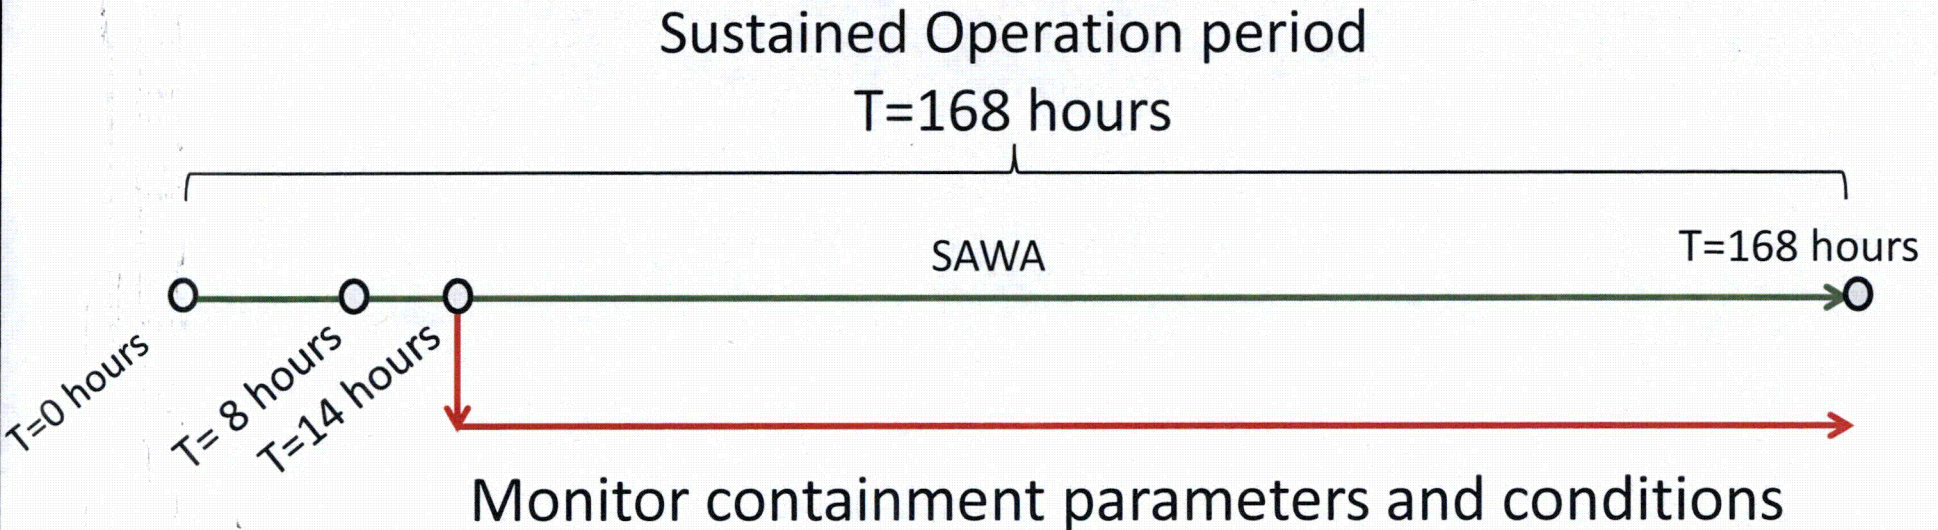 Sustained Operation period
T=168 hours
SAWA
T=168 hours
T=0 hours
T= 8 hours
T=14 hours
Monitor containment parameters and conditions